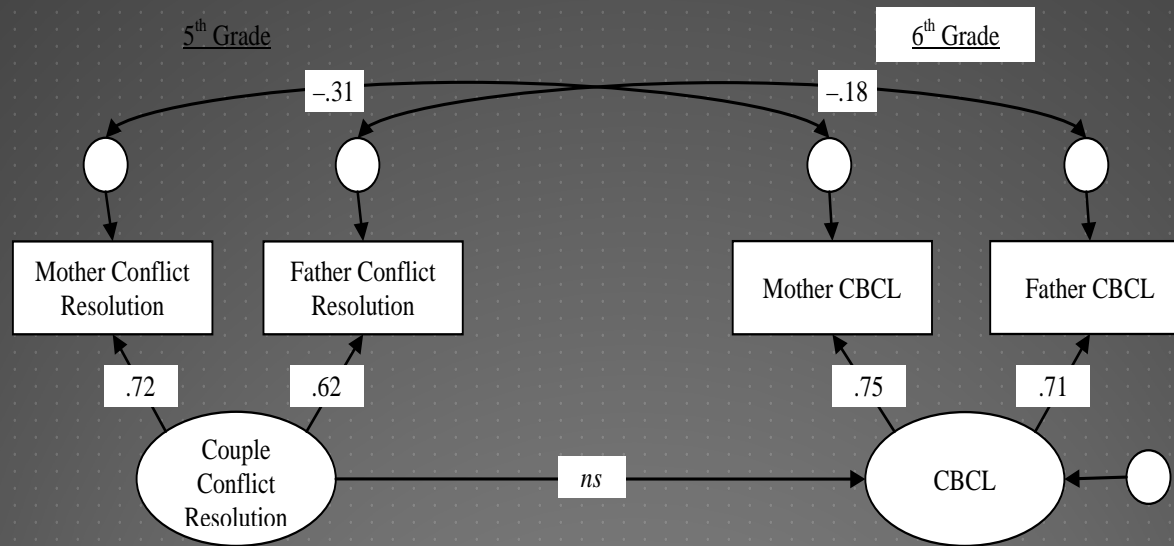 5th Grade
6th Grade
–.31
–.18
Mother Conflict
Resolution
Father Conflict
Resolution
Mother CBCL
Father CBCL
.72
.62
.75
.71
Couple
Conflict
Resolution
ns
CBCL